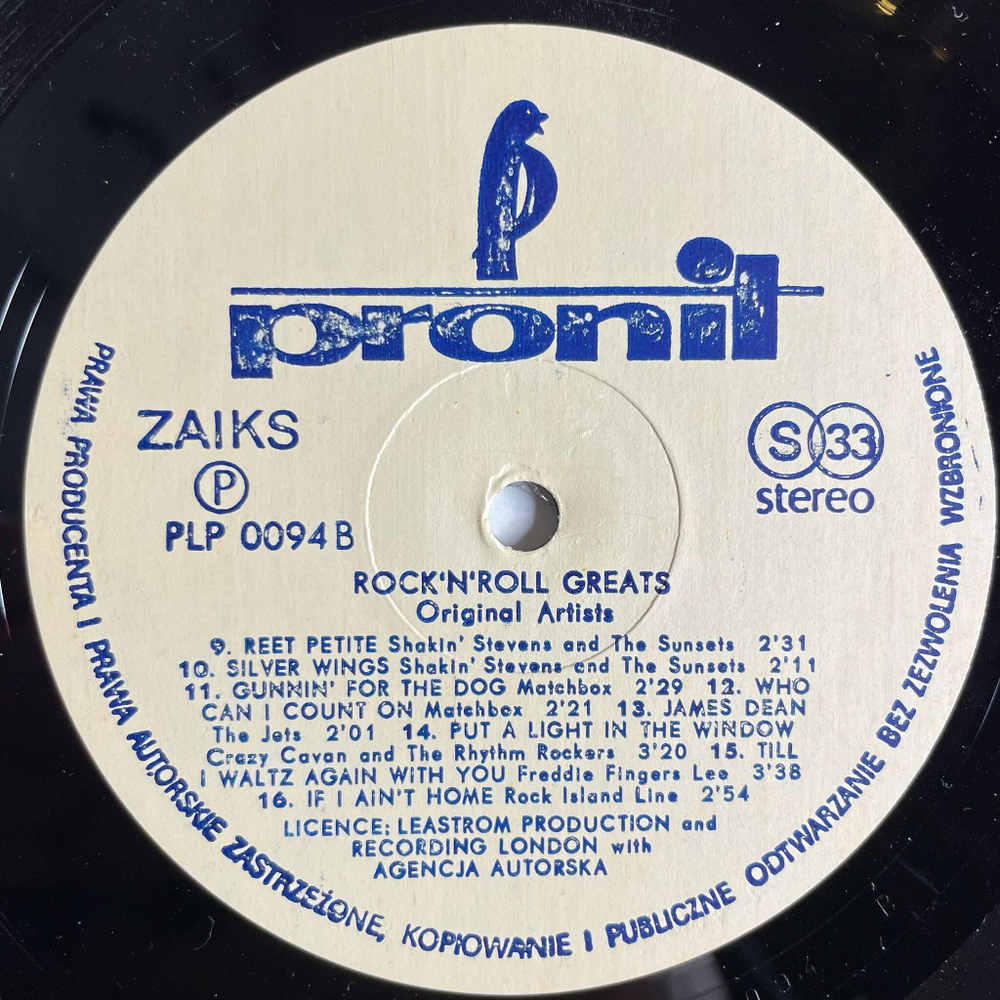 pronit
ZAIKS
P
PLP 0094 B
S 33
stereo
ROCK'N'ROLL GREATS
Original Artists
9. REET PETITE Shakin' Stevens and The Sunsets 2'31
10. SILVER WINGS Shakin' Stevens and The Sunsets 2'11
11. GUNNIN' FOR THE DOG Matchbox 2'29 12. WHO
CAN I COUNT ON Matchbox 2'21 13. JAMES DEAN
The Jets 2'01 14. PUT A LIGHT IN THE WINDOW
Crazy Cavan and The Rhythm Rockers 3'20 15. TILL
I WALTZ AGAIN WITH YOU Freddie Fingers Lee 3'38
16. IF I AIN'T HOME Rock Island Line 2'54
LICENCE: LEASTROM PRODUCTION and
RECORDING LONDON with
AGENCJA AUTORSKA
PRAWA PRODUCENTA I PRAWA AUTORSKIE ZASTRZEŻONE, KOPIOWANIE I PUBLICZNE ODTWARZANIE BEZ ZEZWOLENIA WZBRONIONE